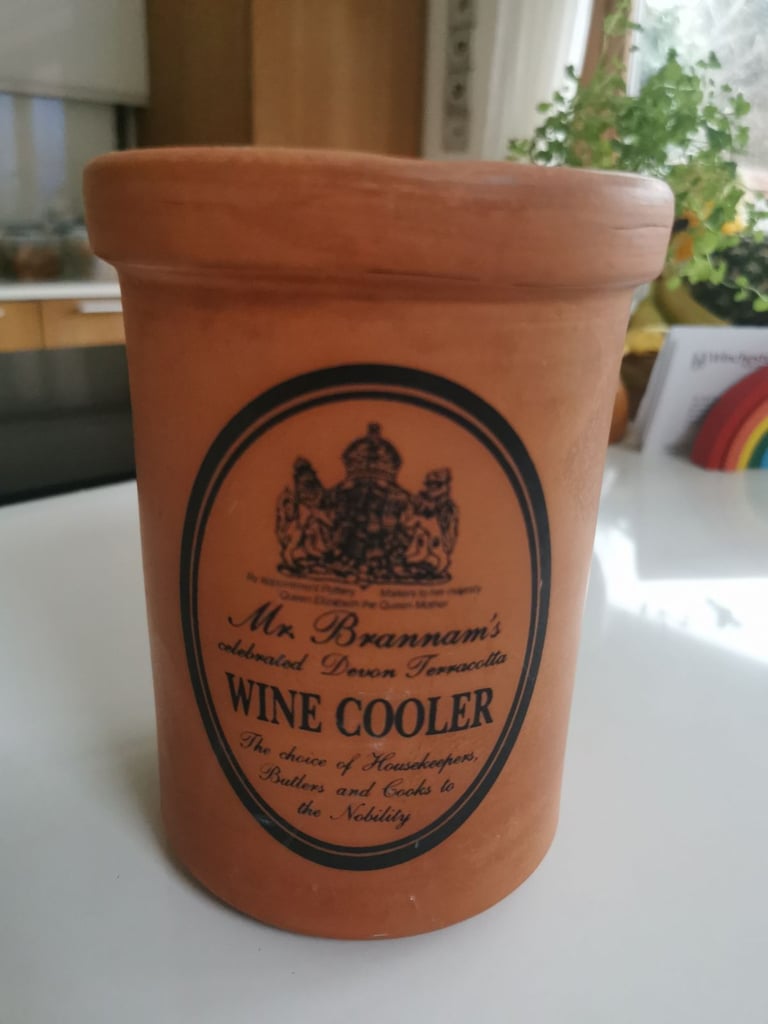 By Appointment Pottery Makers to her majesty
Queen Elizabeth the Queen Mother
Mr. Brannam's
celebrated Devon Terracotta
WINE COOLER
The choice of Housekeepers,
Butlers and Cooks to
the Nobility